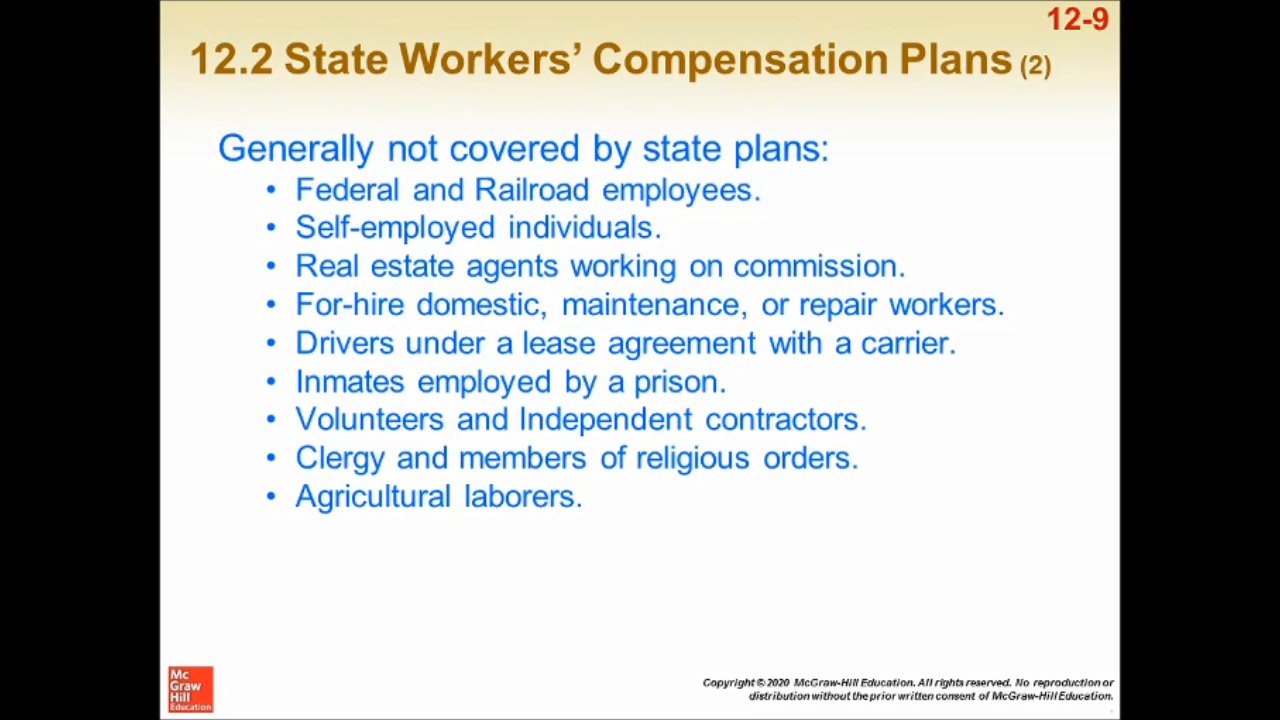 12-9
12.2 State Workers’ Compensation Plans (2)
Generally not covered by state plans:
• Federal and Railroad employees.
• Self-employed individuals.
• Real estate agents working on commission.
• For-hire domestic, maintenance, or repair workers.
• Drivers under a lease agreement with a carrier.
• Inmates employed by a prison.
• Volunteers and Independent contractors.
• Clergy and members of religious orders.
• Agricultural laborers.
Mc
Graw
Hill
Education
Copyright © 2020 McGraw-Hill Education. All rights reserved. No reproduction or
distribution without the prior written consent of McGraw-Hill Education.